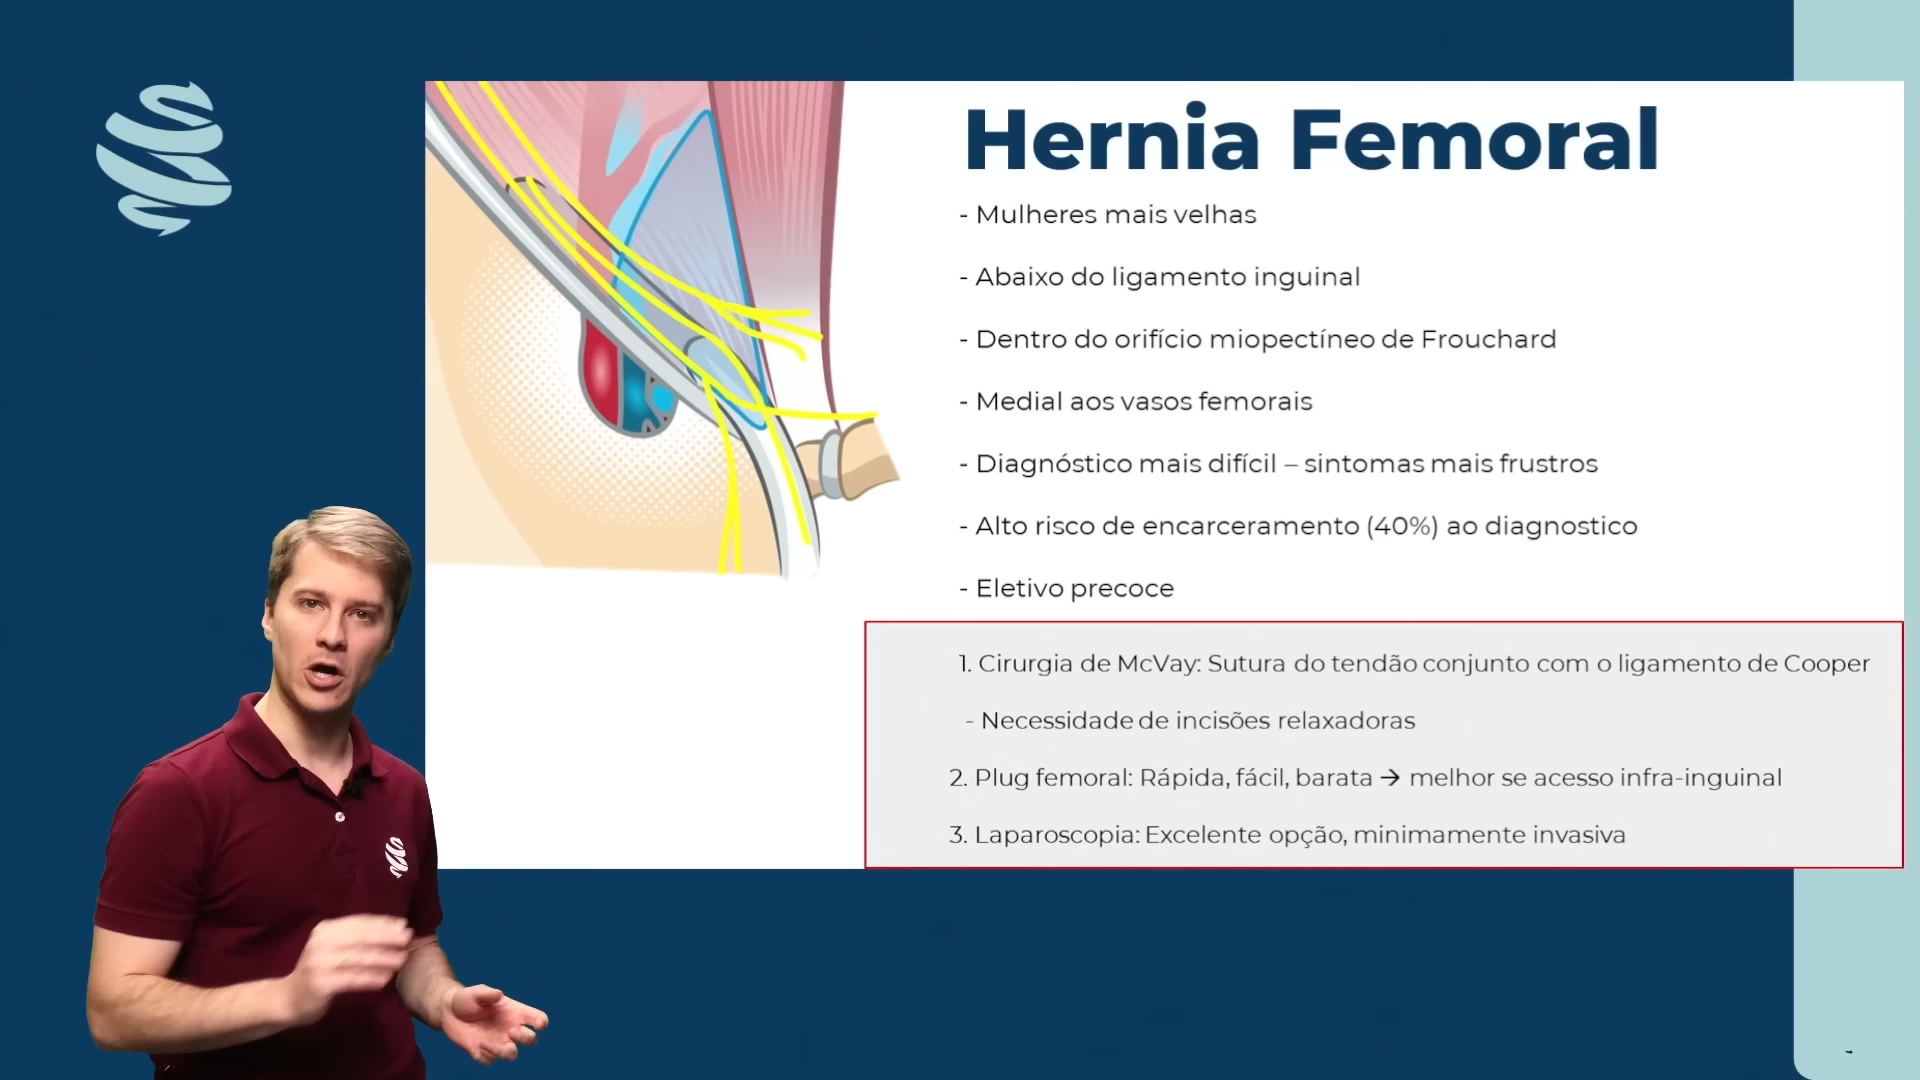 Hernia Femoral
- Mulheres mais velhas
- Abaixo do ligamento inguinal
- Dentro do orifício miopectíneo de Frouchard
- Medial aos vasos femorais
- Diagnóstico mais difícil – sintomas mais frustros
- Alto risco de encarceramento (40%) ao diagnostico
- Eletivo precoce
1. Cirurgia de McVay: Sutura do tendão conjunto com o ligamento de Cooper
- Necessidade de incisões relaxadoras
2. Plug femoral: Rápida, fácil, barata → melhor se acesso infra-inguinal
3. Laparoscopia: Excelente opção, minimamente invasiva